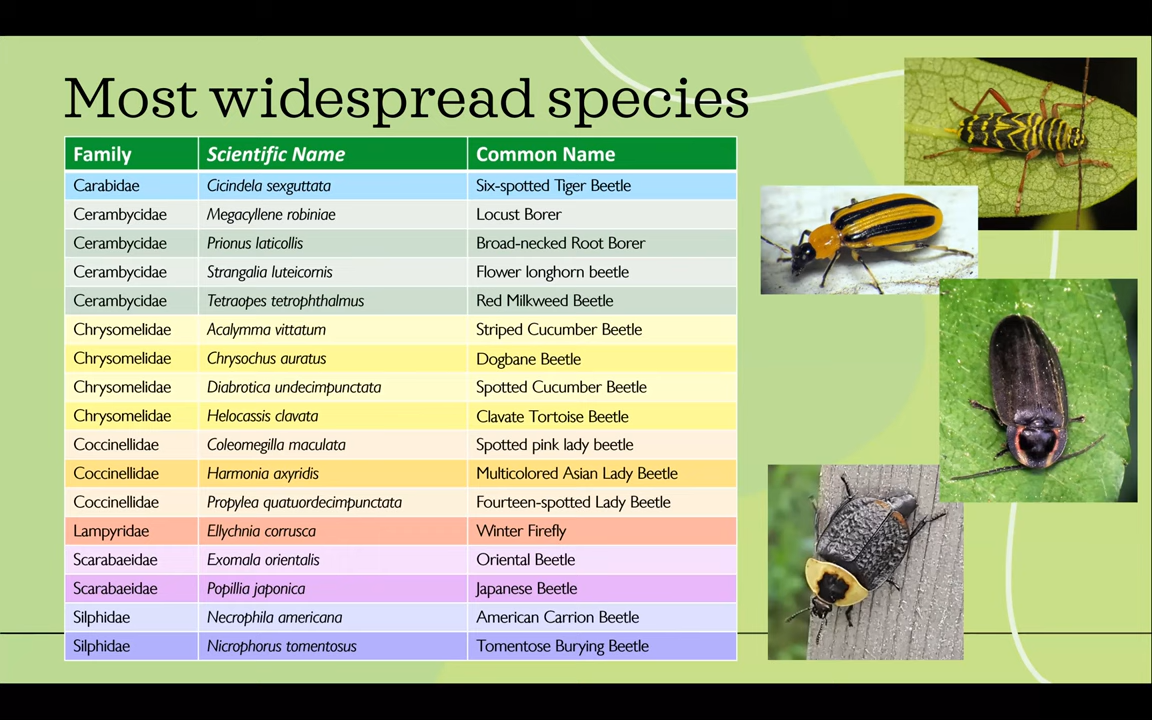 Most widespread species
Family Scientific Name Common Name
Carabidae Cicindela sexguttata Six-spotted Tiger Beetle
Cerambycidae Megacyllene robiniae Locust Borer
Cerambycidae Prionus laticollis Broad-necked Root Borer
Cerambycidae Strangalia luteicornis Flower longhorn beetle
Cerambycidae Tetraopes tetrophthalmus Red Milkweed Beetle
Chrysomelidae Acalymma vittatum Striped Cucumber Beetle
Chrysomelidae Chrysochus auratus Dogbane Beetle
Chrysomelidae Diabrotica undecimpunctata Spotted Cucumber Beetle
Chrysomelidae Helocassis clavata Clavate Tortoise Beetle
Coccinellidae Coleomegilla maculata Spotted pink lady beetle
Coccinellidae Harmonia axyridis Multicolored Asian Lady Beetle
Coccinellidae Propylea quatuordecimpunctata Fourteen-spotted Lady Beetle
Lampyridae Ellychnia corrusca Winter Firefly
Scarabaeidae Exomala orientalis Oriental Beetle
Scarabaeidae Popillia japonica Japanese Beetle
Silphidae Necrophila americana American Carrion Beetle
Silphidae Nicrophorus tomentosus Tomentose Burying Beetle